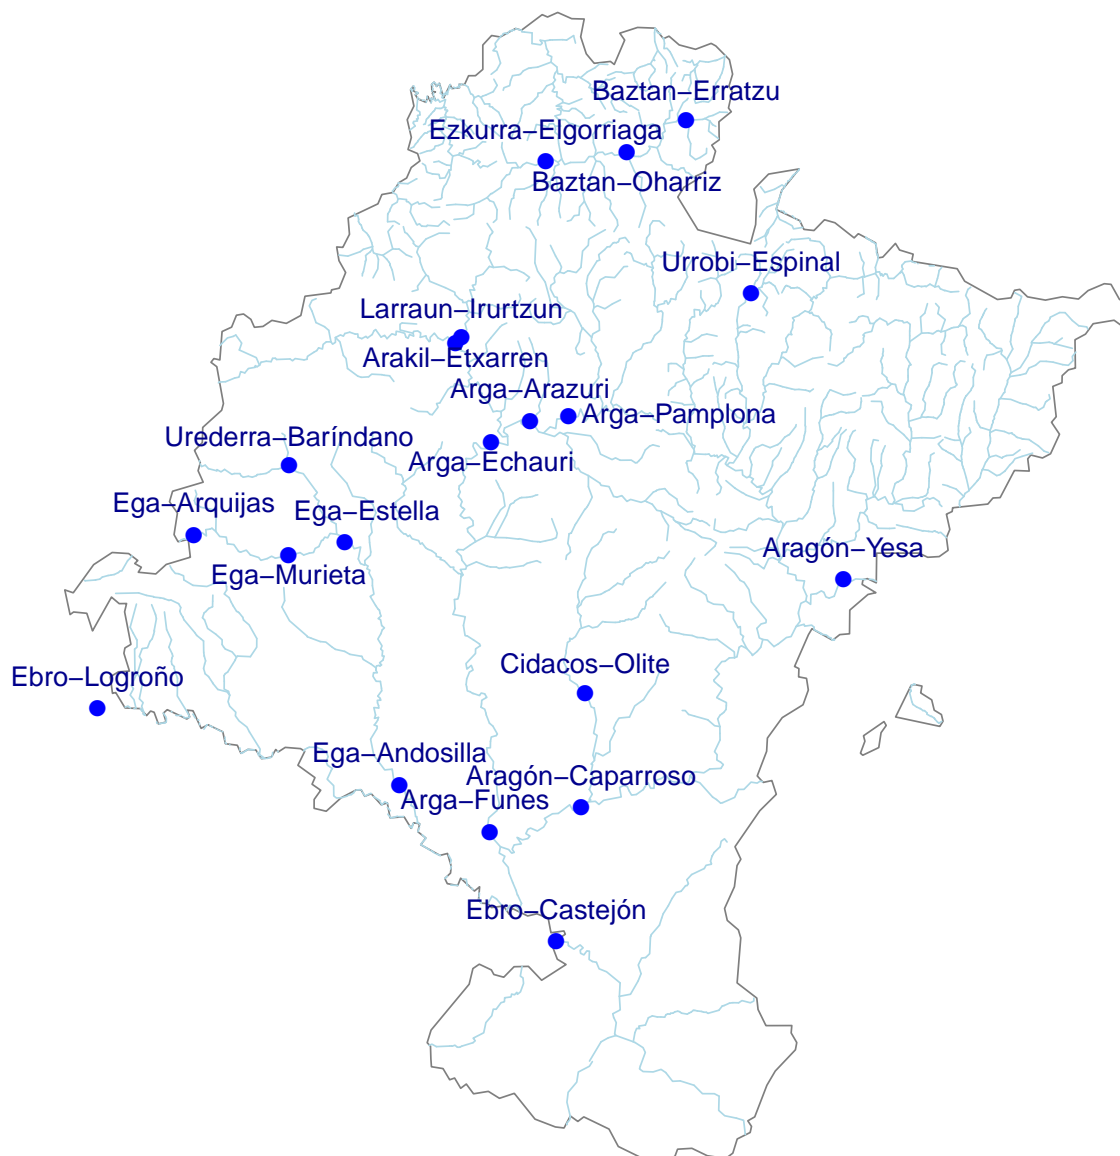 Baztan−Erratzu
Ezkurra−Elgorriaga
Baztan−Oharriz
Urrobi−Espinal
Larraun−Irurtzun
Arakil−Etxarren
Arga−Arazuri
Arga−Pamplona
Urederra−Baríndano
Arga−Echauri
Ega−Arquijas
Ega−Estella
Aragón−Yesa
Ega−Murieta
Cidacos−Olite
Ebro−Logroño
Ega−Andosilla
Aragón−Caparroso
Arga−Funes
Ebro−Castejón